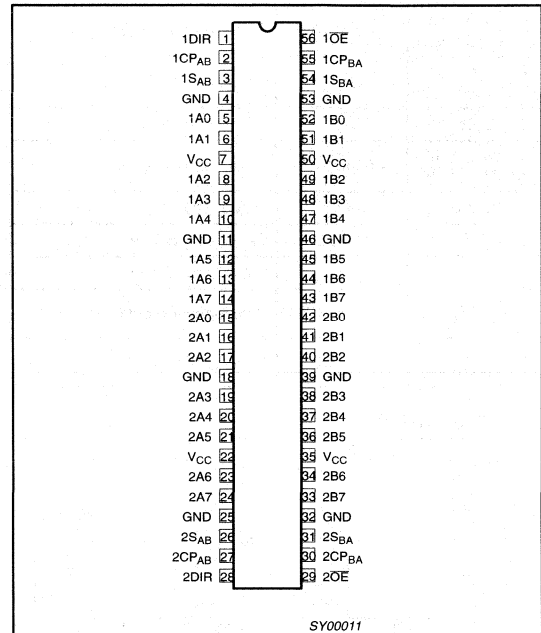 1DIR 1 56 1O̅E̅
1CPAB 2 55 1CPBA
1SAB 3 54 1SBA
GND 4 53 GND
1A0 5 52 1B0
1A1 6 51 1B1
VCC 7 50 VCC
1A2 8 49 1B2
1A3 9 48 1B3
1A4 10 47 1B4
GND 11 46 GND
1A5 12 45 1B5
1A6 13 44 1B6
1A7 14 43 1B7
2A0 15 42 2B0
2A1 16 41 2B1
2A2 17 40 2B2
GND 18 39 GND
2A3 19 38 2B3
2A4 20 37 2B4
2A5 21 36 2B5
VCC 22 35 VCC
2A6 23 34 2B6
2A7 24 33 2B7
GND 25 32 GND
2SAB 26 31 2SBA
2CPAB 27 30 2CPBA
2DIR 28 29 2O̅E̅
SY00011